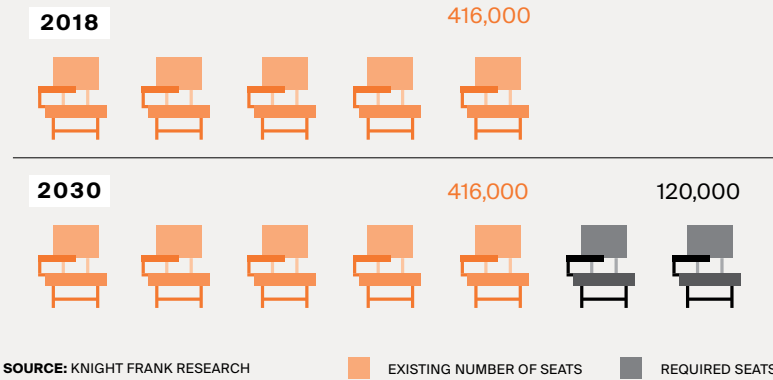 2018
416,000
2030
416,000
120,000
SOURCE: KNIGHT FRANK RESEARCH
EXISTING NUMBER OF SEATS
REQUIRED SEATS